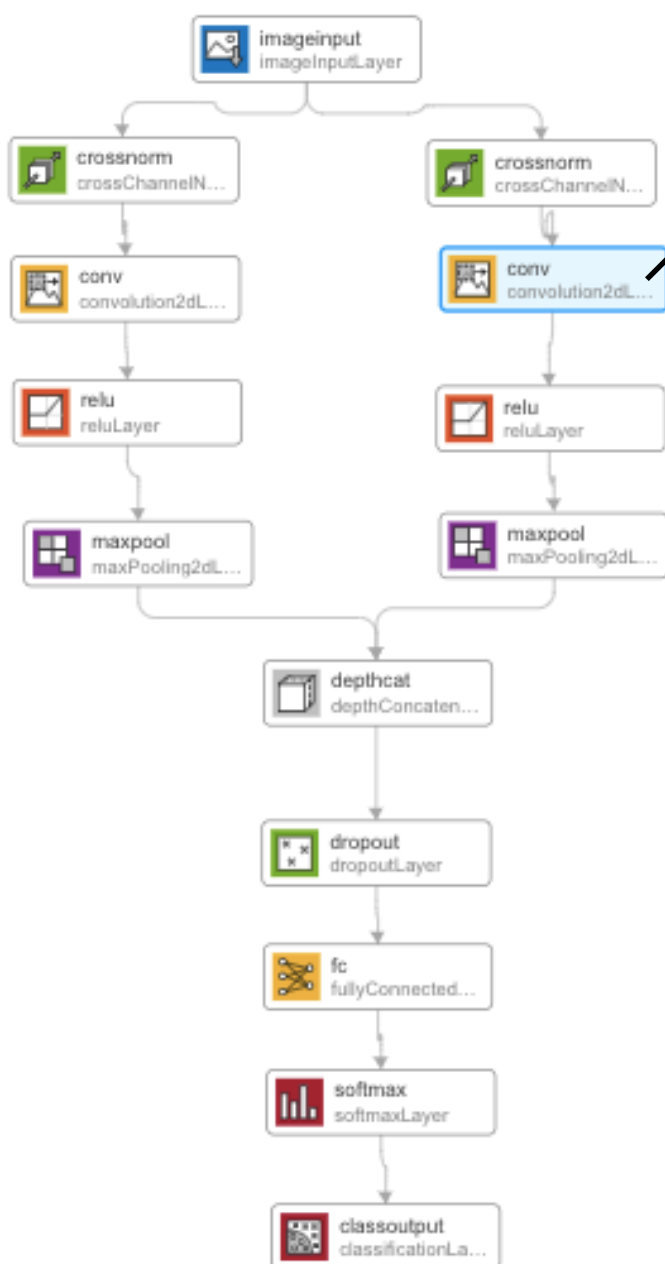 imageinput
imageInputLayer
crossnorm
crossChannelN...
crossnorm
crossChannelN...
conv
convolution2dL...
conv
convolution2dL...
relu
reluLayer
relu
reluLayer
maxpool
maxPooling2dL...
maxpool
maxPooling2dL...
depthcat
depthConcaten...
dropout
dropoutLayer
fc
fullyConnected...
softmax
softmaxLayer
classoutput
classificationLa...